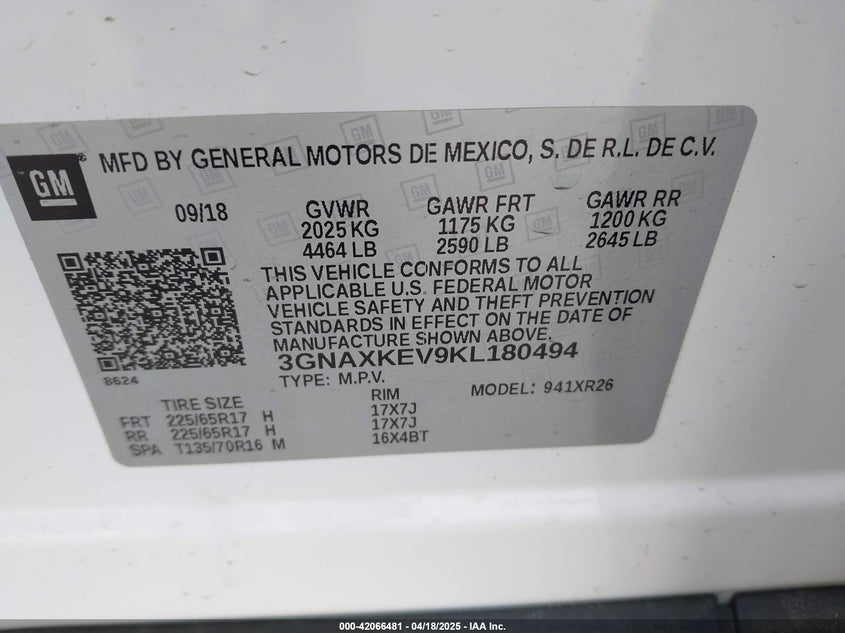 GM
MFD BY GENERAL MOTORS DE MEXICO, S. DE R.L. DE C.V.
09/18 GVWR GAWR FRT GAWR RR
2025 KG 1175 KG 1200 KG
4464 LB 2590 LB 2645 LB
THIS VEHICLE CONFORMS TO ALL
APPLICABLE U.S. FEDERAL MOTOR
VEHICLE SAFETY AND THEFT PREVENTION
STANDARDS IN EFFECT ON THE DATE OF
MANUFACTURE SHOWN ABOVE.
3GNAXKEV9KL180494
8624
TYPE: M.P.V. MODEL: 941XR26
TIRE SIZE RIM
FRT 225/65R17 H 17X7J
RR 225/65R17 H 17X7J
SPA T135/70R16 M 16X4BT
000-42066481 - 04/18/2025 - IAA Inc.